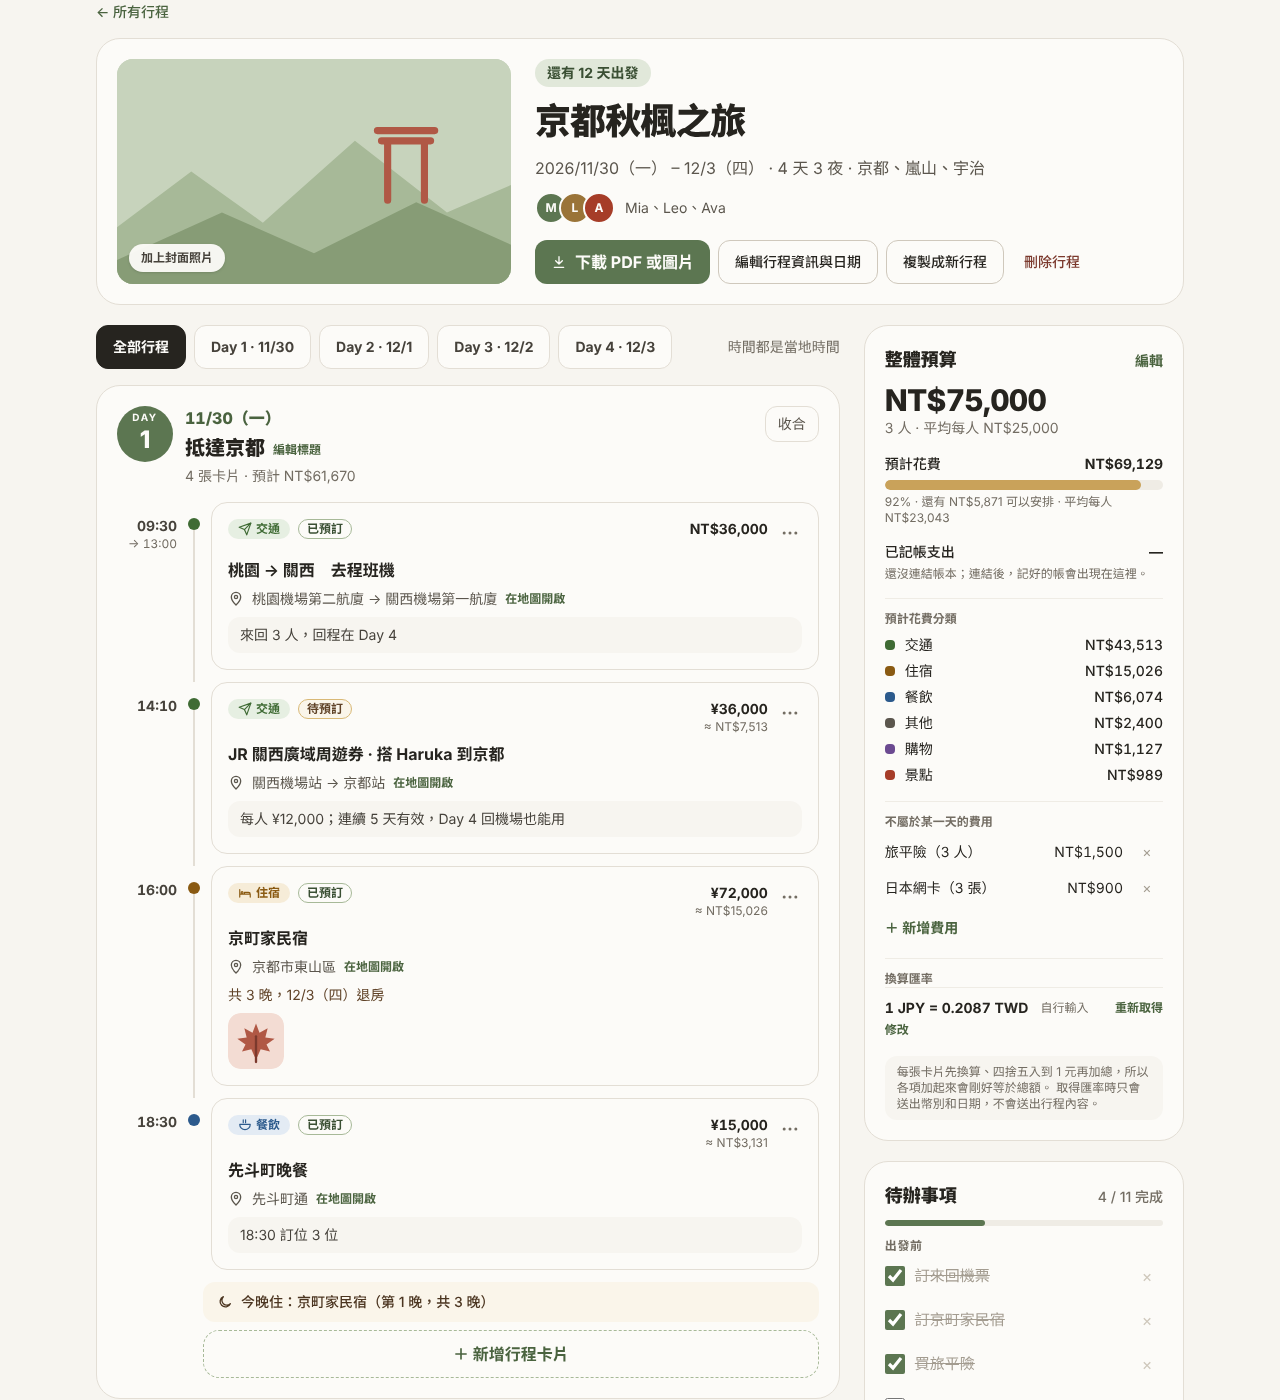 ← 所有行程
加上封面照片
還有 12 天出發
京都秋楓之旅
2026/11/30（一） – 12/3（四） · 4 天 3 夜 · 京都、嵐山、宇治
M L A Mia、Leo、Ava
下載 PDF 或圖片 編輯行程資訊與日期 複製成新行程 刪除行程
全部行程 Day 1 · 11/30 Day 2 · 12/1 Day 3 · 12/2 Day 4 · 12/3 時間都是當地時間
DAY
1
11/30（一）
抵達京都 編輯標題
4 張卡片 · 預計 NT$61,670
收合
09:30
→ 13:00
交通 已預訂 NT$36,000 ...
桃園 → 關西　去程班機
桃園機場第二航廈 → 關西機場第一航廈 在地圖開啟
來回 3 人，回程在 Day 4
14:10
交通 待預訂 ¥36,000 ...
≈ NT$7,513
JR 關西廣域周遊券 · 搭 Haruka 到京都
關西機場站 → 京都站 在地圖開啟
每人 ¥12,000；連續 5 天有效，Day 4 回機場也能用
16:00
住宿 已預訂 ¥72,000 ...
≈ NT$15,026
京町家民宿
京都市東山區 在地圖開啟
共 3 晚，12/3（四）退房
18:30
餐飲 已預訂 ¥15,000 ...
≈ NT$3,131
先斗町晚餐
先斗町通 在地圖開啟
18:30 訂位 3 位
今晚住：京町家民宿（第 1 晚，共 3 晚）
＋ 新增行程卡片
整體預算 編輯
NT$75,000
3 人 · 平均每人 NT$25,000
預計花費 NT$69,129
92% · 還有 NT$5,871 可以安排 · 平均每人
NT$23,043
已記帳支出 —
還沒連結帳本；連結後，記好的帳會出現在這裡。
預計花費分類
交通 NT$43,513
住宿 NT$15,026
餐飲 NT$6,074
其他 NT$2,400
購物 NT$1,127
景點 NT$989
不屬於某一天的費用
旅平險（3 人） NT$1,500 ×
日本網卡（3 張） NT$900 ×
＋ 新增費用
換算匯率
1 JPY = 0.2087 TWD 自行輸入 重新取得
修改
每張卡片先換算、四捨五入到 1 元再加總，所以
各項加起來會剛好等於總額。 取得匯率時只會
送出幣別和日期，不會送出行程內容。
待辦事項 4 / 11 完成
出發前
訂來回機票 ×
訂京町家民宿 ×
買旅平險 ×